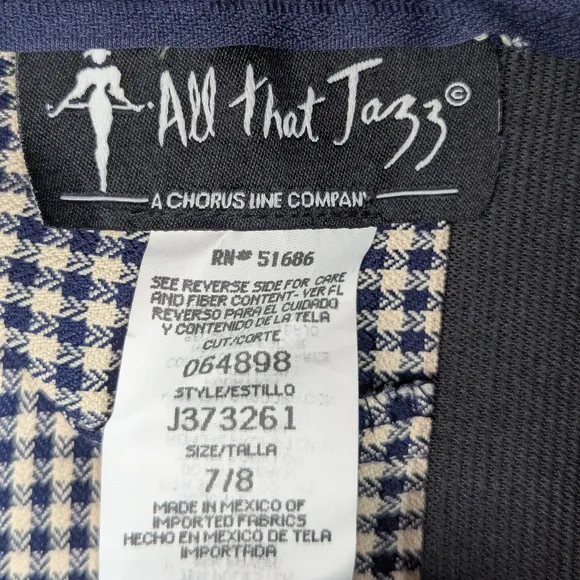 All that Jazz©
A CHORUS LINE COMPANY
RN# 51686
SEE REVERSE SIDE FOR CARE
AND FIBER CONTENT-VER EL
REVERSO PARA EL CUIDADO
Y CONTENIDO DE LA TELA
CUT/CORTE
064898
STYLE/ESTILLO
J373261
SIZE/TALLA
7/8
MADE IN MEXICO OF
IMPORTED FABRICS
HECHO EN MEXICO DE TELA
IMPORTADA